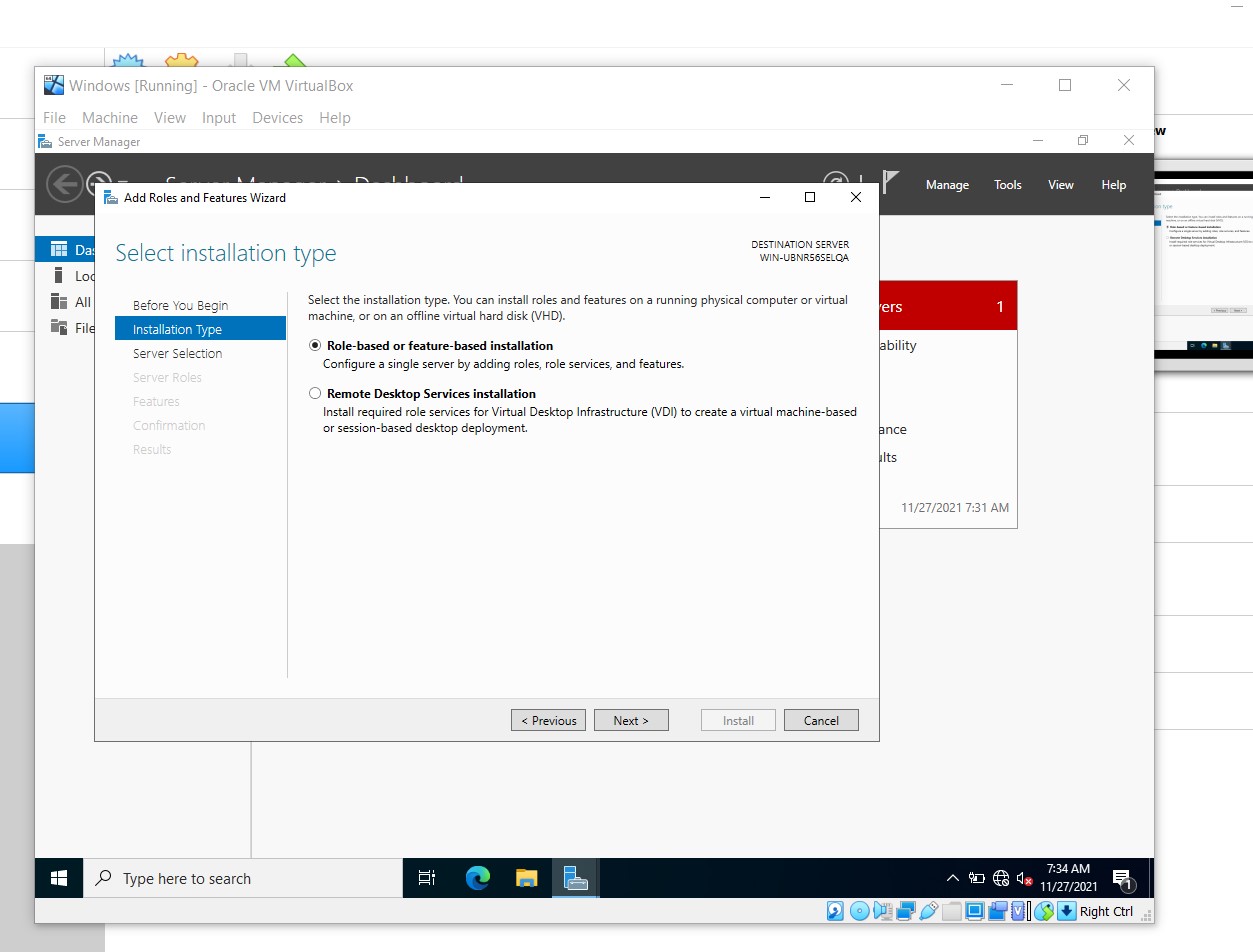 Windows [Running] - Oracle VM VirtualBox
File Machine View Input Devices Help
Server Manager
Manage Tools View Help
Add Roles and Features Wizard
Select installation type
DESTINATION SERVER
WIN-UBNR56SELQA
Before You Begin
Installation Type
Server Selection
Server Roles
Features
Confirmation
Results
Select the installation type. You can install roles and features on a running physical computer or virtual
machine, or on an offline virtual hard disk (VHD).
Role-based or feature-based installation
Configure a single server by adding roles, role services, and features.
Remote Desktop Services installation
Install required role services for Virtual Desktop Infrastructure (VDI) to create a virtual machine-based
or session-based desktop deployment.
< Previous Next > Install Cancel
Das
Loc
All
File
ers 1
ability
ance
ults
11/27/2021 7:31 AM
Type here to search
7:34 AM
11/27/2021
1
Right Ctrl
w